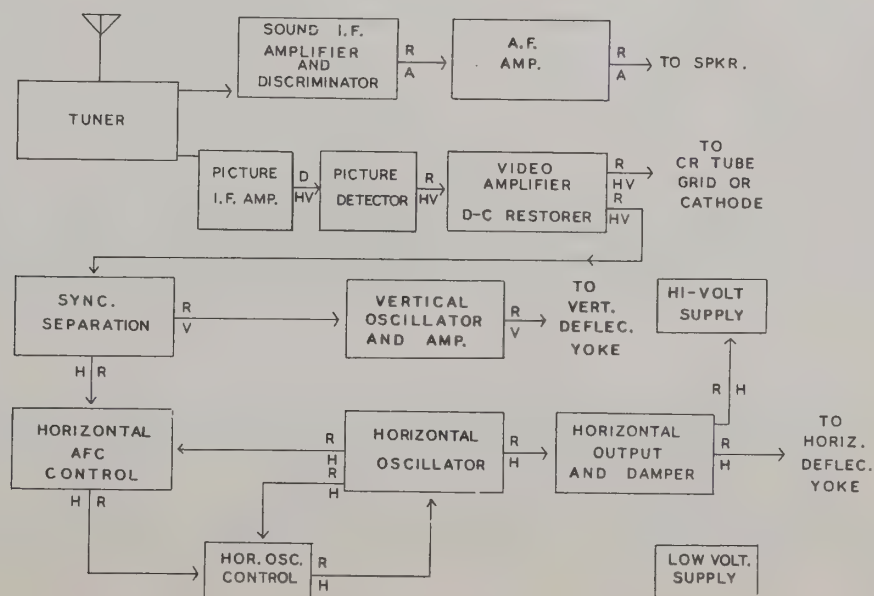 SOUND I.F.
AMPLIFIER
AND
DISCRIMINATOR
R
A
A.F.
AMP.
R
A
TO SPKR.
TUNER
PICTURE
I.F. AMP.
D
HV
PICTURE
DETECTOR
R
HV
VIDEO
AMPLIFIER
D-C RESTORER
R
HV
R
HV
TO
CR TUBE
GRID OR
CATHODE
SYNC.
SEPARATION
R
V
VERTICAL
OSCILLATOR
AND AMP.
R
V
TO
VERT.
DEFLEC.
YOKE
HI-VOLT
SUPPLY
H R
R H
HORIZONTAL
AFC
CONTROL
R
H
R
H
HORIZONTAL
OSCILLATOR
R
H
HORIZONTAL
OUTPUT
AND DAMPER
R
H
TO
HORIZ.
DEFLEC.
YOKE
H R
HOR. OSC.
CONTROL
R
H
LOW VOLT.
SUPPLY